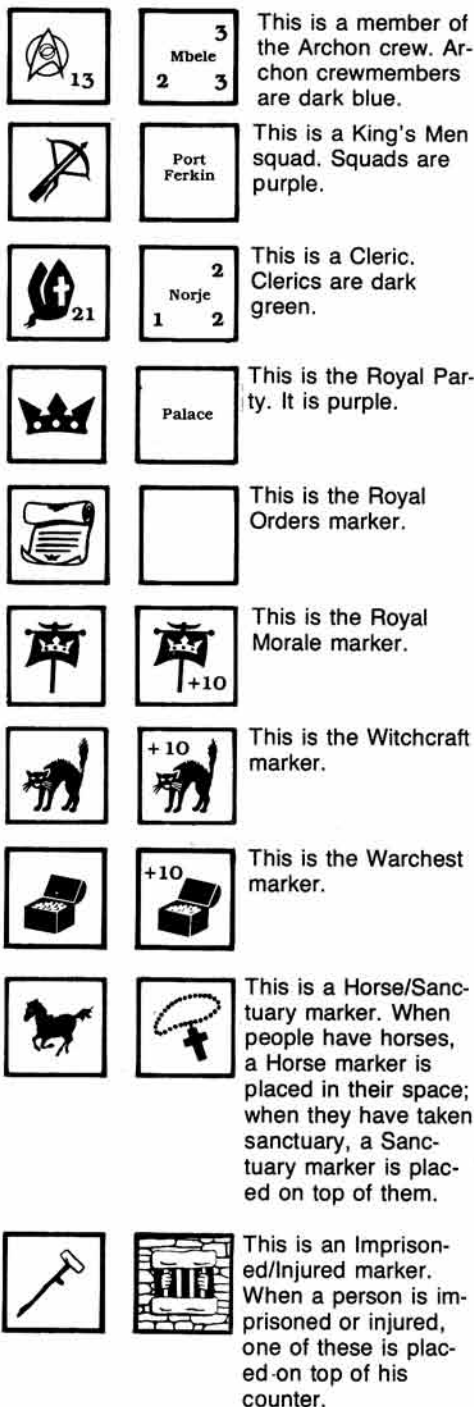 13
3
Mbele
2 3
This is a member of
the Archon crew. Ar-
chon crewmembers
are dark blue.
Port
Ferkin
This is a King's Men
squad. Squads are
purple.
21
2
Norje
1 2
This is a Cleric.
Clerics are dark
green.
Palace
This is the Royal Par-
ty. It is purple.
This is the Royal
Orders marker.
+10
This is the Royal
Morale marker.
+10
This is the Witchcraft
marker.
+10
This is the Warchest
marker.
This is a Horse/Sanc-
tuary marker. When
people have horses,
a Horse marker is
placed in their space;
when they have taken
sanctuary, a Sanc-
tuary marker is plac-
ed on top of them.
This is an Imprison-
ed/Injured marker.
When a person is im-
prisoned or injured,
one of these is plac-
ed on top of his
counter.